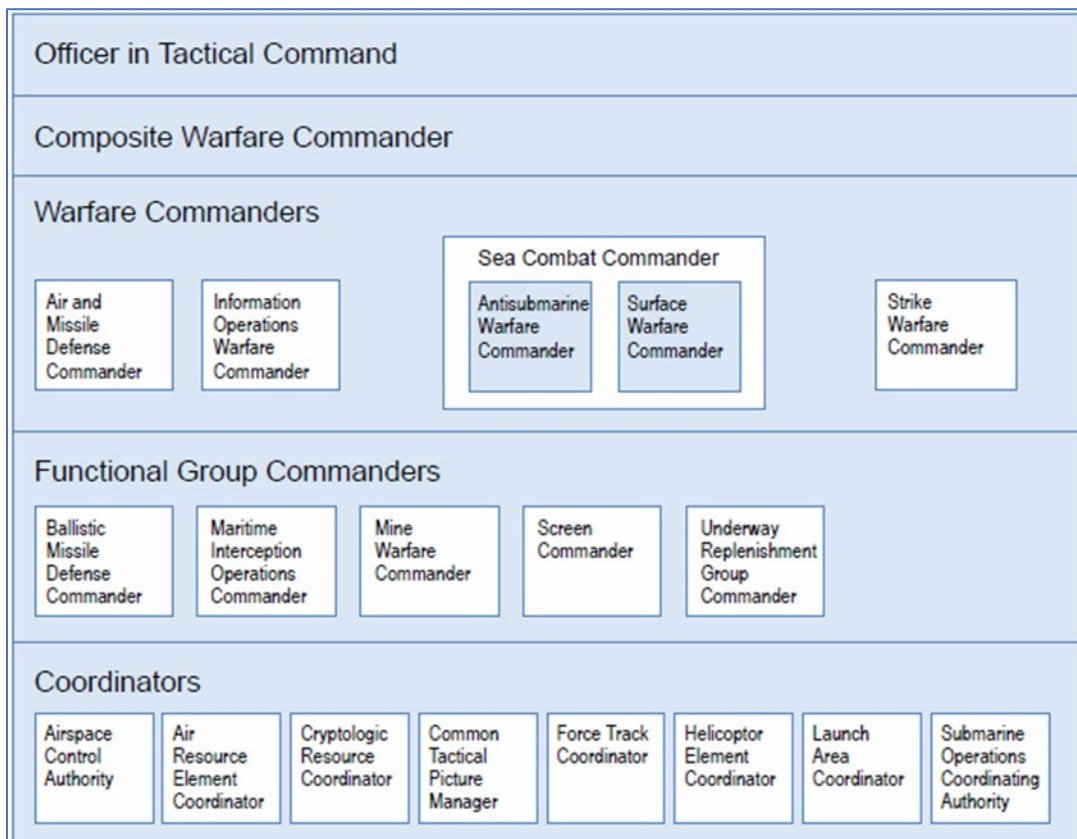 Officer in Tactical Command
Composite Warfare Commander
Warfare Commanders
Air and
Missile
Defense
Commander
Information
Operations
Warfare
Commander
Sea Combat Commander
Antisubmarine
Warfare
Commander
Surface
Warfare
Commander
Strike
Warfare
Commander
Functional Group Commanders
Ballistic
Missile
Defense
Commander
Maritime
Interception
Operations
Commander
Mine
Warfare
Commander
Screen
Commander
Underway
Replenishment
Group
Commander
Coordinators
Airspace
Control
Authority
Air
Resource
Element
Coordinator
Cryptologic
Resource
Coordinator
Common
Tactical
Picture
Manager
Force Track
Coordinator
Helicoptor
Element
Coordinator
Launch
Area
Coordinator
Submarine
Operations
Coordinating
Authority